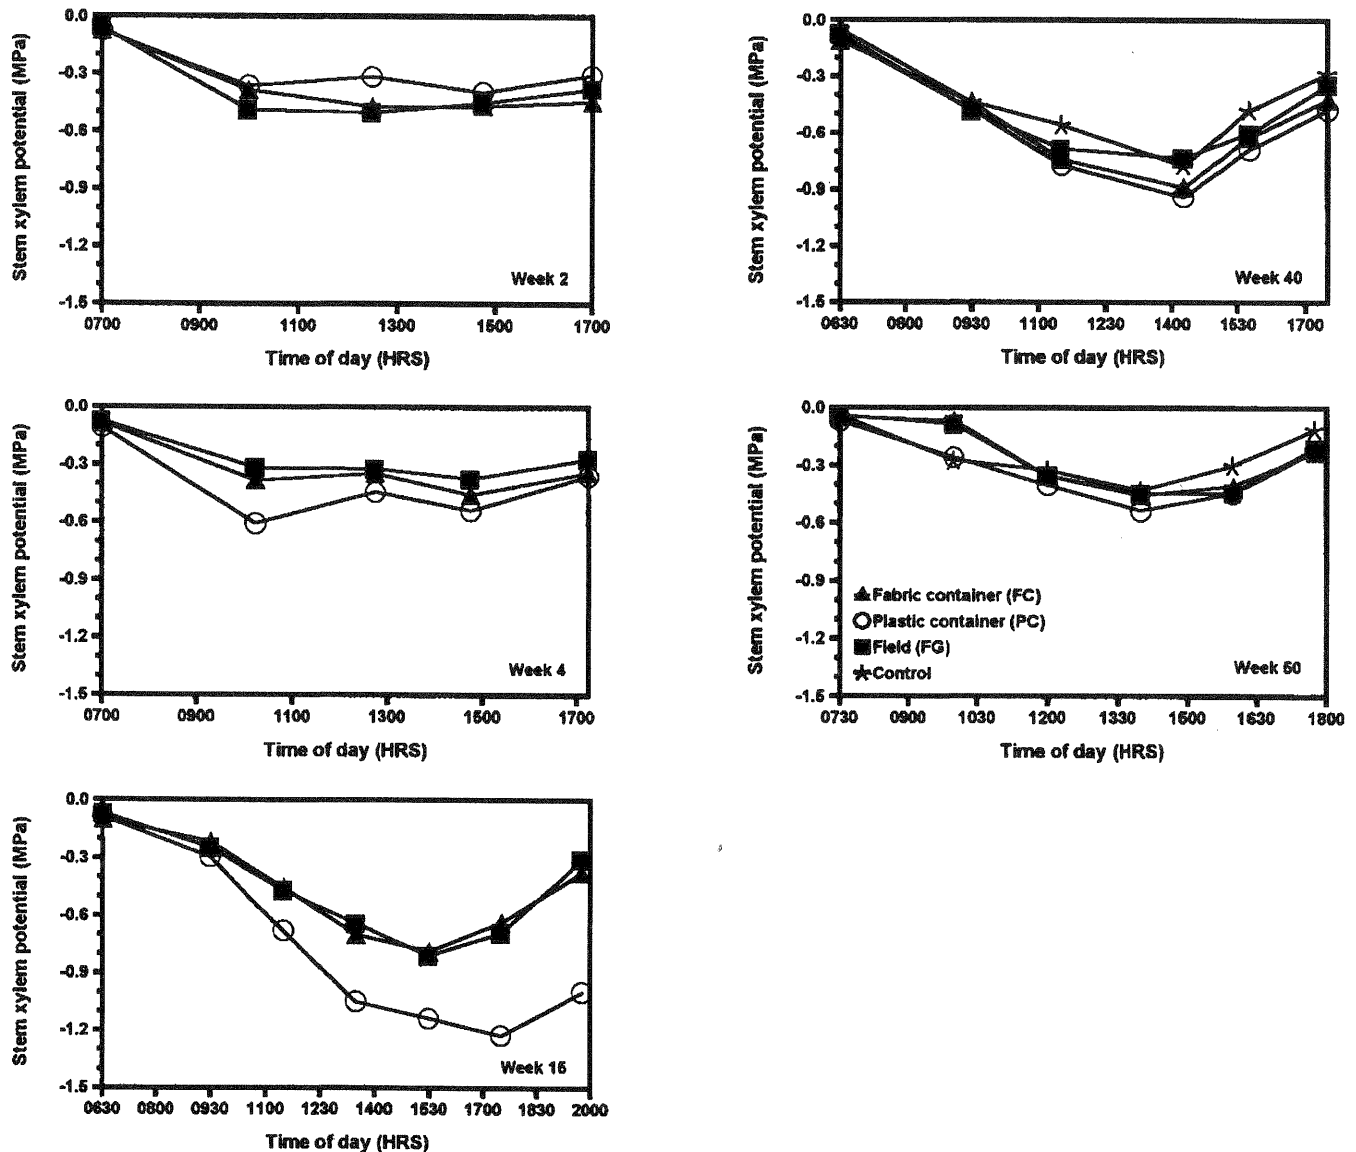 Stem xylem potential (MPa)
0.0
-0.3
-0.6
-0.9
-1.2
-1.5
Week 2
0700 0900 1100 1300 1500 1700
Time of day (HRS)
Stem xylem potential (MPa)
0.0
-0.3
-0.6
-0.9
-1.2
-1.5
Week 4
0700 0900 1100 1300 1500 1700
Time of day (HRS)
Stem xylem potential (MPa)
0.0
-0.3
-0.6
-0.9
-1.2
-1.5
Week 15
0630 0800 0930 1100 1230 1400 1530 1700 1830 2000
Time of day (HRS)
Stem xylem potential (MPa)
0.0
-0.3
-0.6
-0.9
-1.2
-1.5
Week 40
0630 0800 0930 1100 1230 1400 1530 1700
Time of day (HRS)
Stem xylem potential (MPa)
0.0
-0.3
-0.6
-0.9
-1.2
-1.5
Fabric container (FC)
Plastic container (PC)
Field (FG)
Control
Week 50
0730 0900 1030 1200 1330 1500 1630 1800
Time of day (HRS)